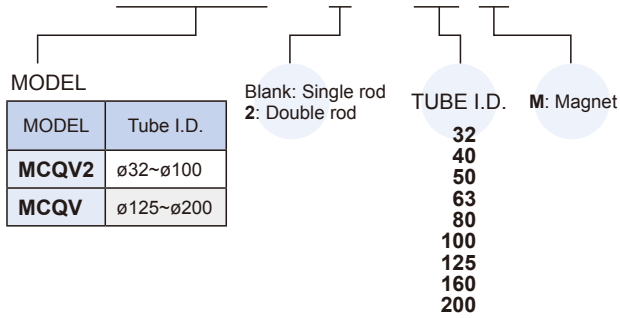 MODEL
MODEL Tube I.D.
MCQV2 ø32~ø100
MCQV ø125~ø200
Blank: Single rod
2: Double rod
TUBE I.D.
32
40
50
63
80
100
125
160
200
M: Magnet